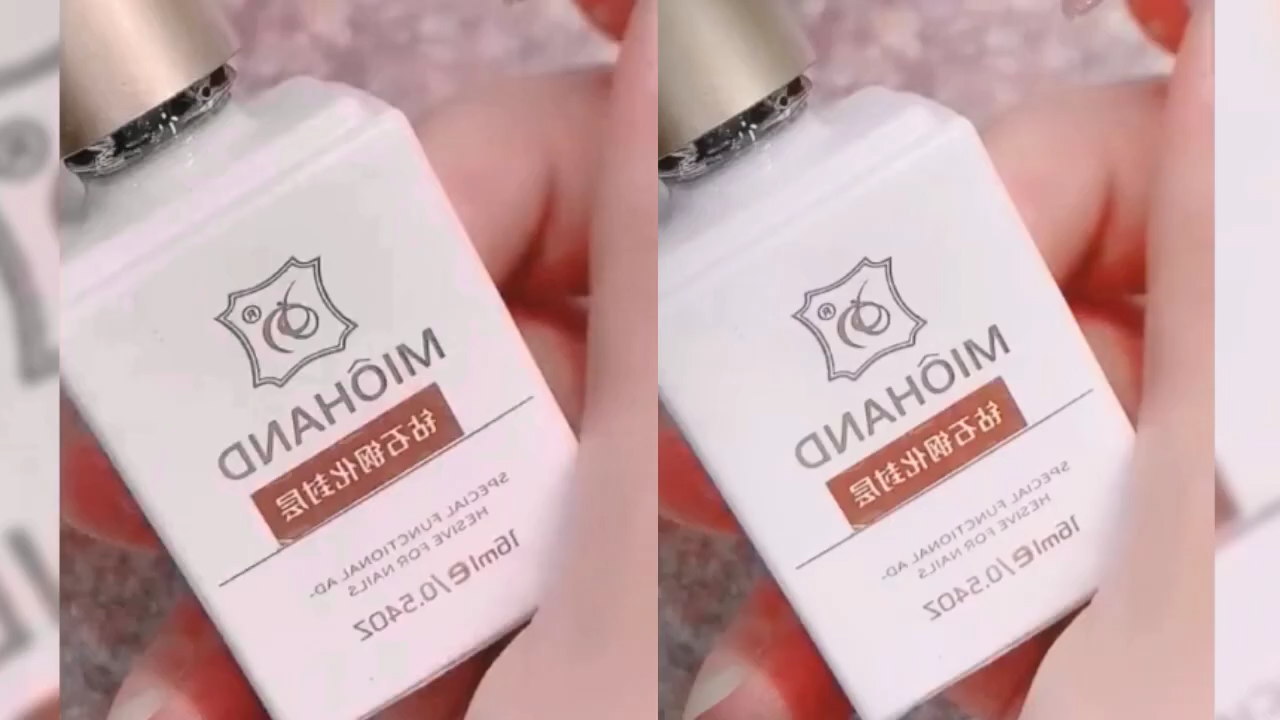 ®
MIÔHAND
钻石钢化封层
SPECIAL FUNCTIONAL AD-
HESIVE FOR NAILS
16ml℮/0.54OZ
®
MIÔHAND
钻石钢化封层
SPECIAL FUNCTIONAL AD-
HESIVE FOR NAILS
16ml℮/0.54OZ